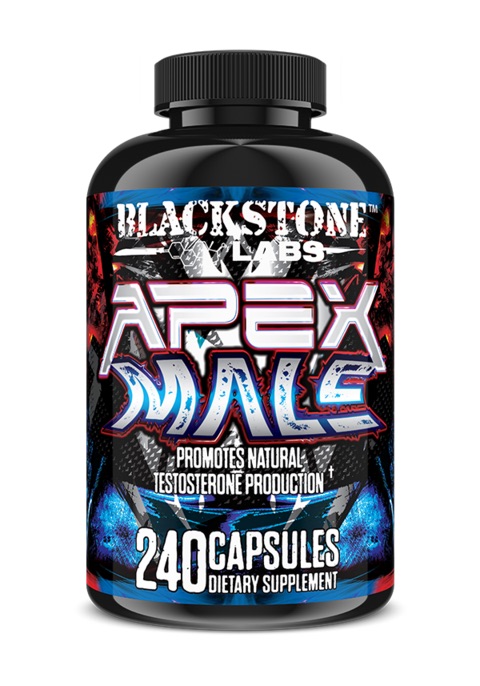 BLACKSTONE™
LABS
APEX
MALE
PROMOTES NATURAL
TESTOSTERONE PRODUCTION†
240 CAPSULES
DIETARY SUPPLEMENT